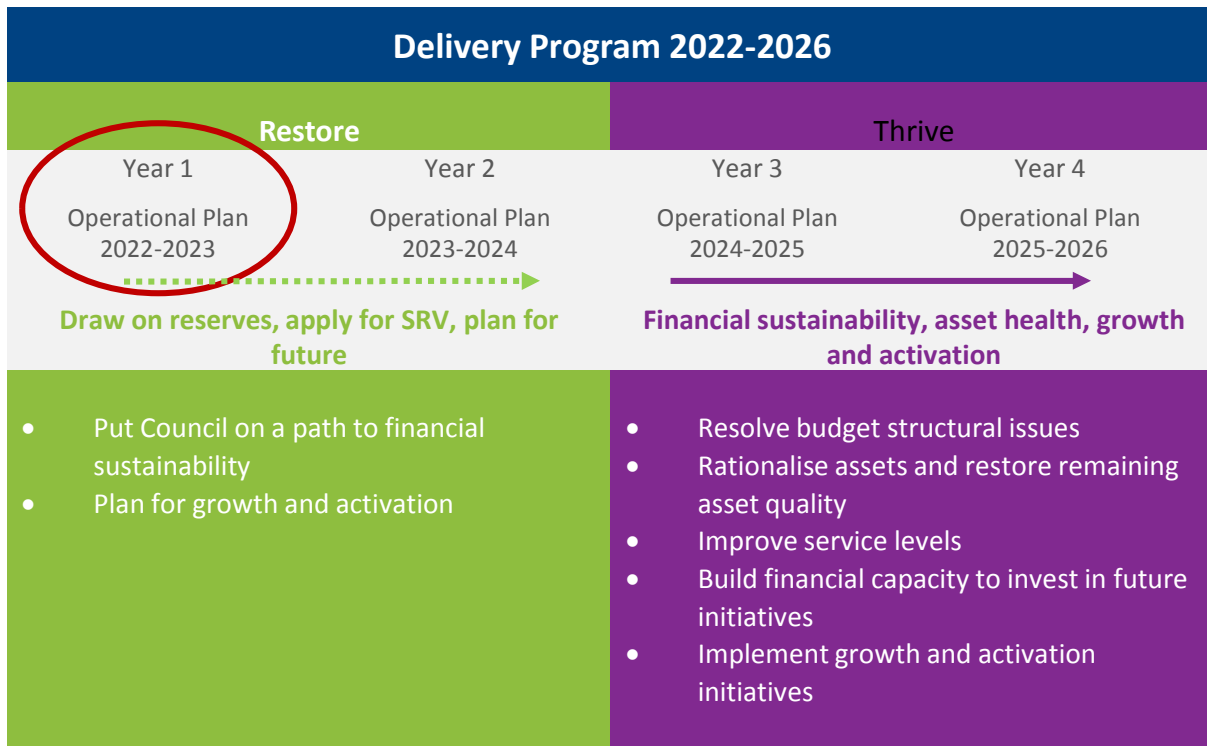 Delivery Program 2022-2026
Restore
Thrive
Year 1
Year 2
Year 3
Year 4
Operational Plan
2022-2023
Operational Plan
2023-2024
Operational Plan
2024-2025
Operational Plan
2025-2026
Draw on reserves, apply for SRV, plan for
future
Financial sustainability, asset health, growth
and activation
• Put Council on a path to financial
sustainability
• Plan for growth and activation
• Resolve budget structural issues
• Rationalise assets and restore remaining
asset quality
• Improve service levels
• Build financial capacity to invest in future
initiatives
• Implement growth and activation
initiatives